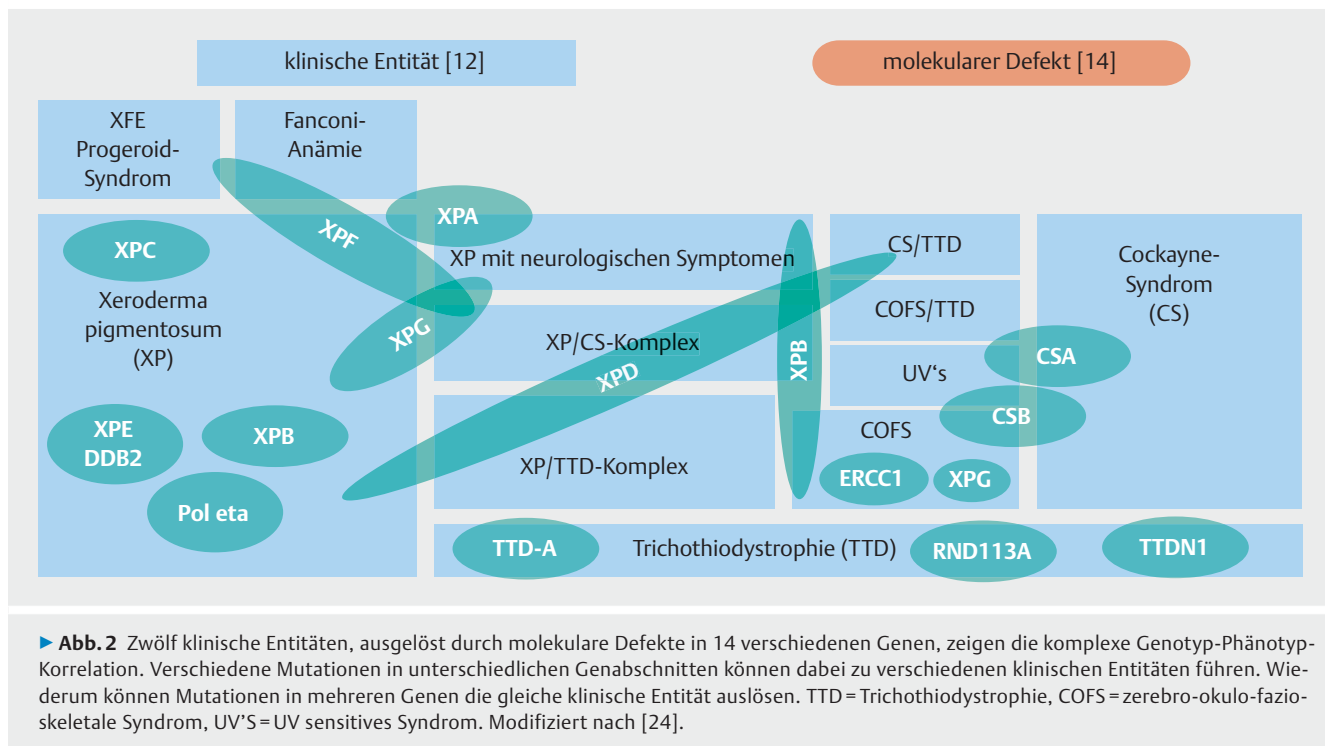 klinische Entität [12]
molekularer Defekt [14]
XFE
Progeroid-
Syndrom
Fanconi-
Anämie
XPC
Xeroderma
pigmentosum
(XP)
XPF
XPA
XPG
XPE
DDB2
XPB
Pol eta
XP mit neurologischen Symptomen
XP/CS-Komplex
XPD
XP/TTD-Komplex
XPB
CS/TTD
COFS/TTD
UV‘s
COFS
ERCC1
XPG
Cockayne-
Syndrom
(CS)
CSA
CSB
TTD-A
Trichothiodystrophie (TTD)
RND113A
TTDN1
▶ Abb. 2 Zwölf klinische Entitäten, ausgelöst durch molekulare Defekte in 14 verschiedenen Genen, zeigen die komplexe Genotyp-Phänotyp-
Korrelation. Verschiedene Mutationen in unterschiedlichen Genabschnitten können dabei zu verschiedenen klinischen Entitäten führen. Wie-
derum können Mutationen in mehreren Genen die gleiche klinische Entität auslösen. TTD = Trichothiodystrophie, COFS = zerebro-okulo-fazio-
skeletale Syndrom, UV’S = UV sensitives Syndrom. Modifiziert nach [24].